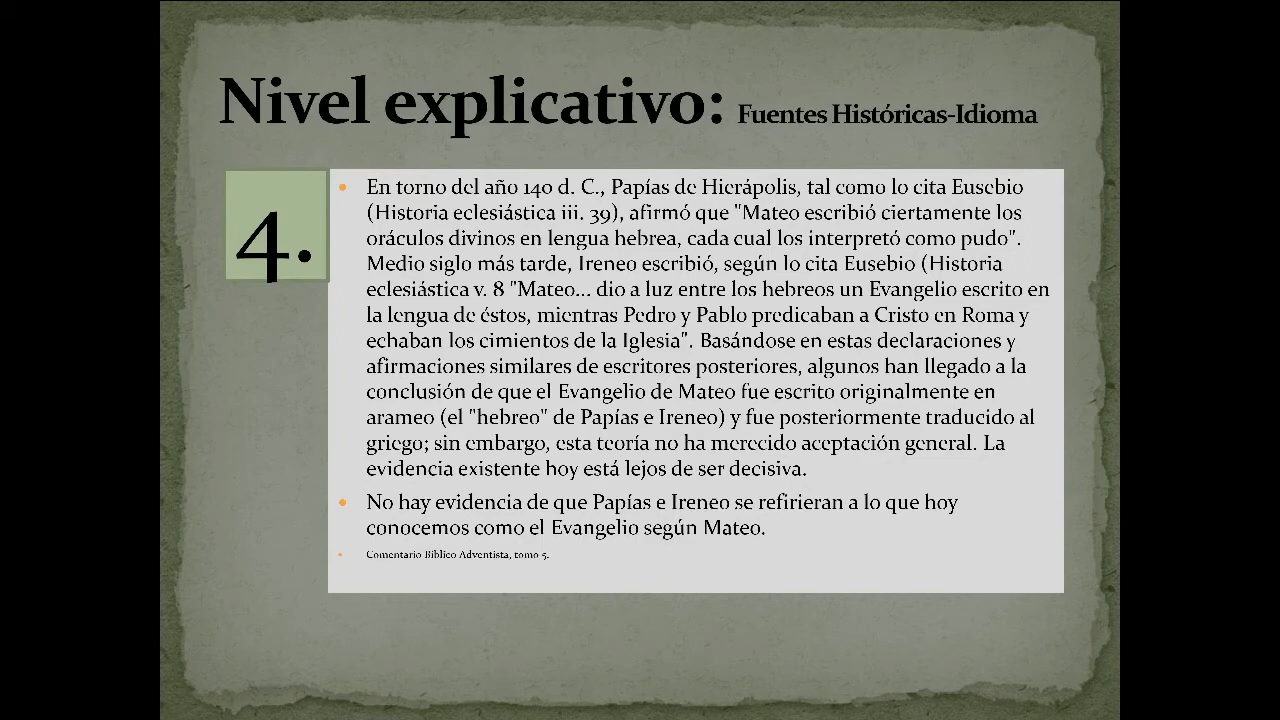 Nivel explicativo: Fuentes Históricas-Idioma
4.
• En torno del año 140 d. C., Papías de Hierápolis, tal como lo cita Eusebio
(Historia eclesiástica iii. 39), afirmó que "Mateo escribió ciertamente los
oráculos divinos en lengua hebrea, cada cual los interpretó como pudo".
Medio siglo más tarde, Ireneo escribió, según lo cita Eusebio (Historia
eclesiástica v. 8 "Mateo... dio a luz entre los hebreos un Evangelio escrito en
la lengua de éstos, mientras Pedro y Pablo predicaban a Cristo en Roma y
echaban los cimientos de la Iglesia". Basándose en estas declaraciones y
afirmaciones similares de escritores posteriores, algunos han llegado a la
conclusión de que el Evangelio de Mateo fue escrito originalmente en
arameo (el "hebreo" de Papías e Ireneo) y fue posteriormente traducido al
griego; sin embargo, esta teoría no ha merecido aceptación general. La
evidencia existente hoy está lejos de ser decisiva.
• No hay evidencia de que Papías e Ireneo se refirieran a lo que hoy
conocemos como el Evangelio según Mateo.
• Comentario Bíblico Adventista, tomo 5.